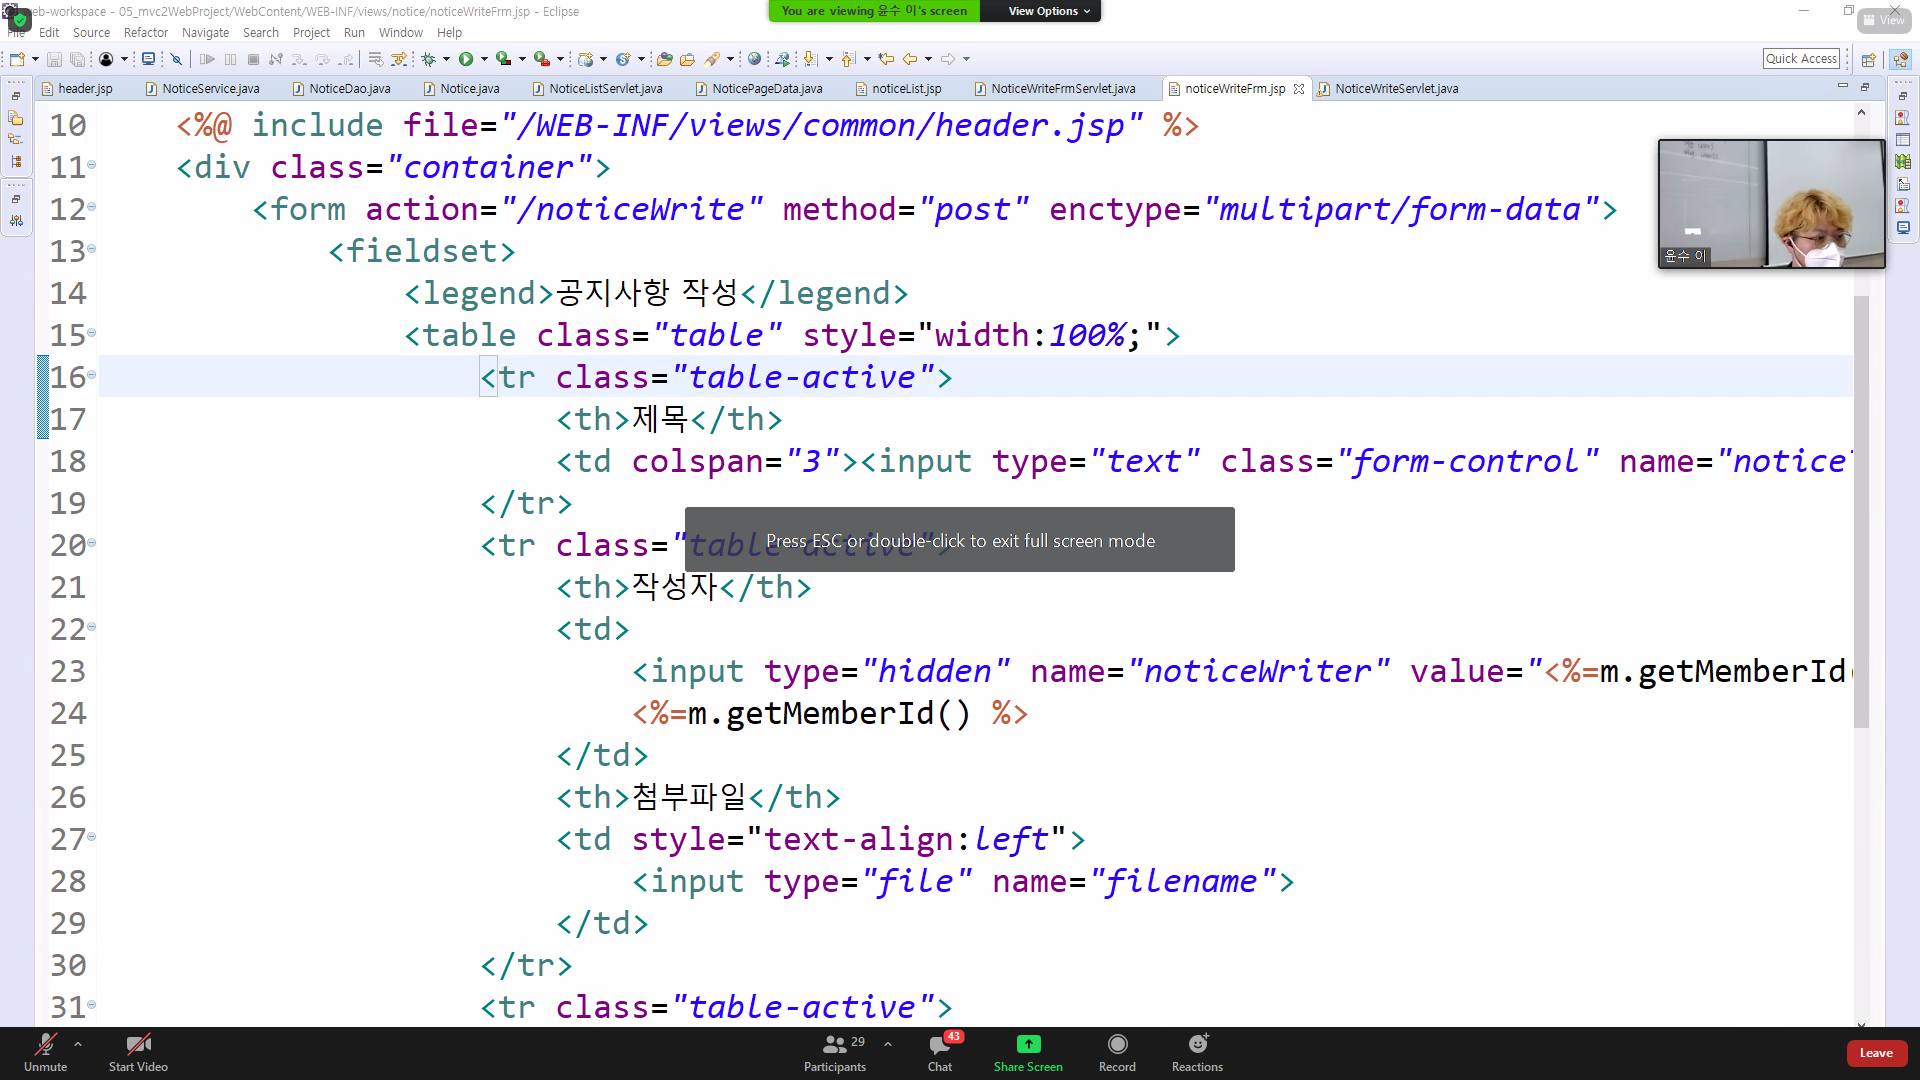 web-workspace - 05_mvc2WebProject/WebContent/WEB-INF/views/notice/noticeWriteFrm.jsp - Eclipse
You are viewing 윤수 이's screen
View Options
View
File Edit Source Refactor Navigate Search Project Run Window Help
Quick Access
header.jsp NoticeService.java NoticeDao.java Notice.java NoticeListServlet.java NoticePageData.java noticeList.jsp NoticeWriteFrmServlet.java noticeWriteFrm.jsp NoticeWriteServlet.java
10 <%@ include file="/WEB-INF/views/common/header.jsp" %>
11 <div class="container">
12 <form action="/noticeWrite" method="post" enctype="multipart/form-data">
13 <fieldset>
14 <legend>공지사항 작성</legend>
15 <table class="table" style="width:100%;">
16 <tr class="table-active">
17 <th>제목</th>
18 <td colspan="3"><input type="text" class="form-control" name="notice
19 </tr>
20 <tr class="table-active">
Press ESC or double-click to exit full screen mode
21 <th>작성자</th>
22 <td>
23 <input type="hidden" name="noticeWriter" value="<%=m.getMemberId(
24 <%=m.getMemberId() %>
25 </td>
26 <th>첨부파일</th>
27 <td style="text-align:left">
28 <input type="file" name="filename">
29 </td>
30 </tr>
31 <tr class="table-active">
윤수 이
Unmute
Start Video
29
Participants
43
Chat
Share Screen
Record
Reactions
Leave